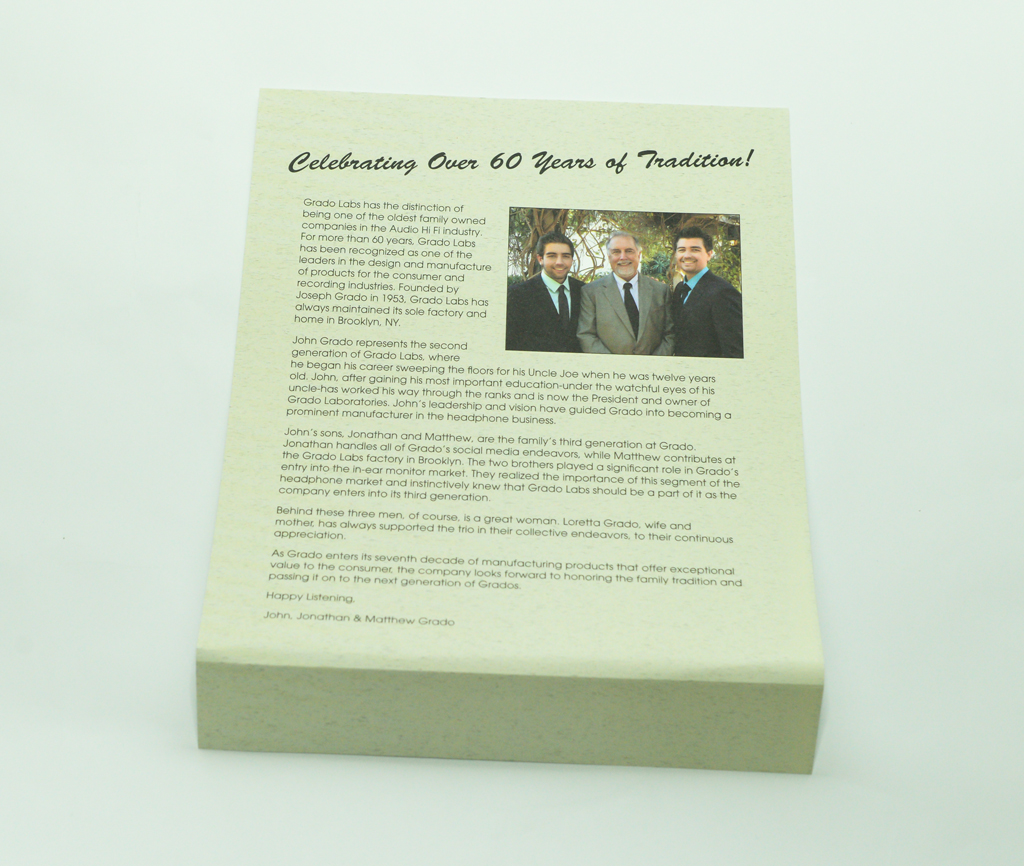 Celebrating Over 60 Years of Tradition!
Grado Labs has the distinction of
being one of the oldest family owned
companies in the Audio Hi Fi industry.
For more than 60 years, Grado Labs
has been recognized as one of the
leaders in the design and manufacture
of products for the consumer and
recording industries. Founded by
Joseph Grado in 1953, Grado Labs has
always maintained its sole factory and
home in Brooklyn, NY.
John Grado represents the second
generation of Grado Labs, where
he began his career sweeping the floors for his Uncle Joe when he was twelve years
old. John, after gaining his most important education-under the watchful eyes of his
uncle-has worked his way through the ranks and is now the President and owner of
Grado Laboratories. John's leadership and vision have guided Grado into becoming a
prominent manufacturer in the headphone business.
John's sons, Jonathan and Matthew, are the family's third generation at Grado.
Jonathan handles all of Grado's social media endeavors, while Matthew contributes at
the Grado Labs factory in Brooklyn. The two brothers played a significant role in Grado's
entry into the in-ear monitor market. They realized the importance of this segment of the
headphone market and instinctively knew that Grado Labs should be a part of it as the
company enters into its third generation.
Behind these three men, of course, is a great woman. Loretta Grado, wife and
mother, has always supported the trio in their collective endeavors, to their continuous
appreciation.
As Grado enters its seventh decade of manufacturing products that offer exceptional
value to the consumer, the company looks forward to honoring the family tradition and
passing it on to the next generation of Grados.
Happy Listening,
John, Jonathan & Matthew Grado